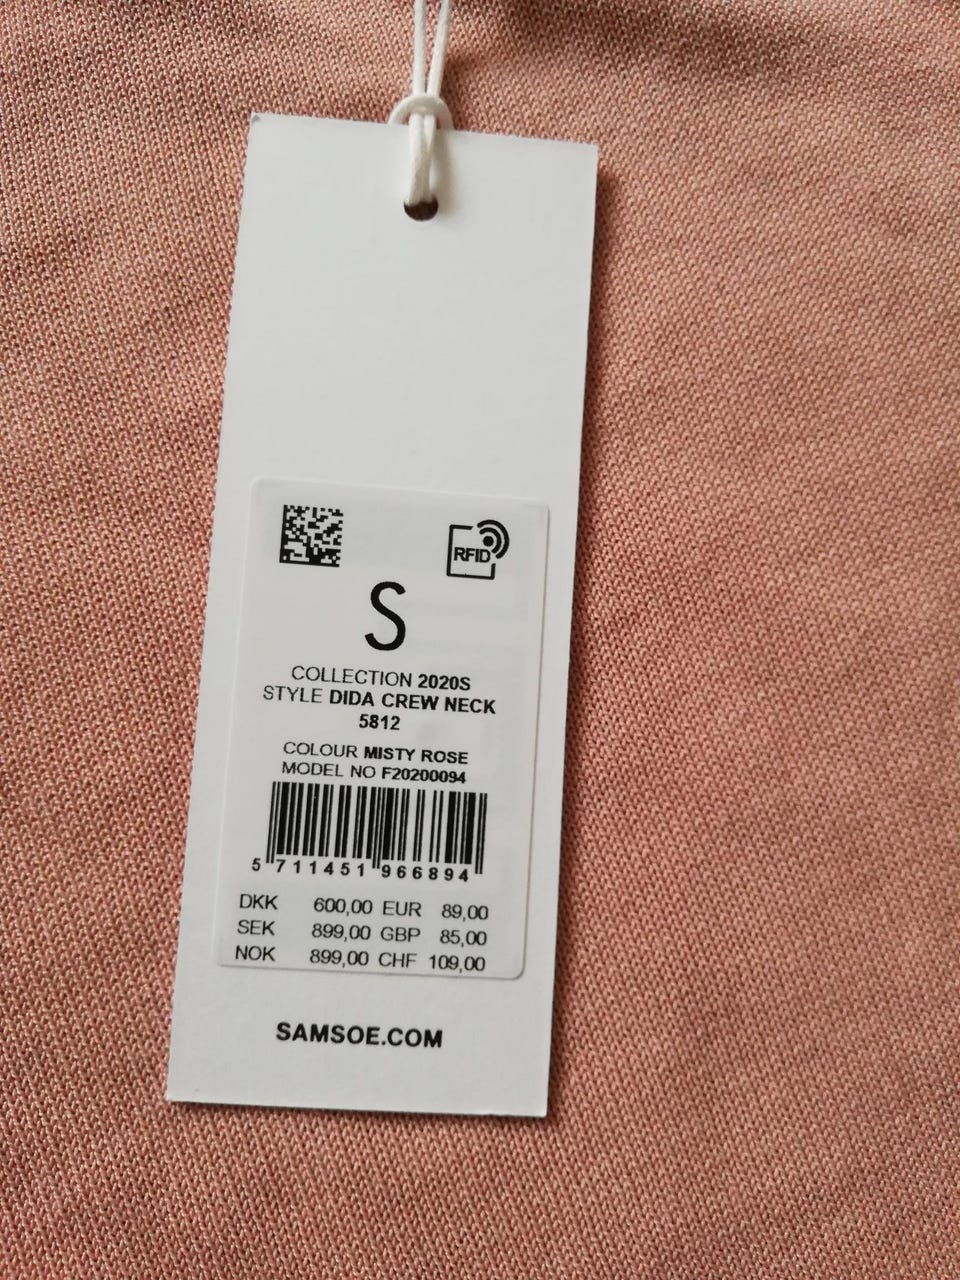 RFID
S
COLLECTION 2020S
STYLE DIDA CREW NECK
5812
COLOUR MISTY ROSE
MODEL NO F20200094
5 711451 966894
DKK 600,00 EUR 89,00
SEK 899,00 GBP 85,00
NOK 899,00 CHF 109,00
SAMSOE.COM